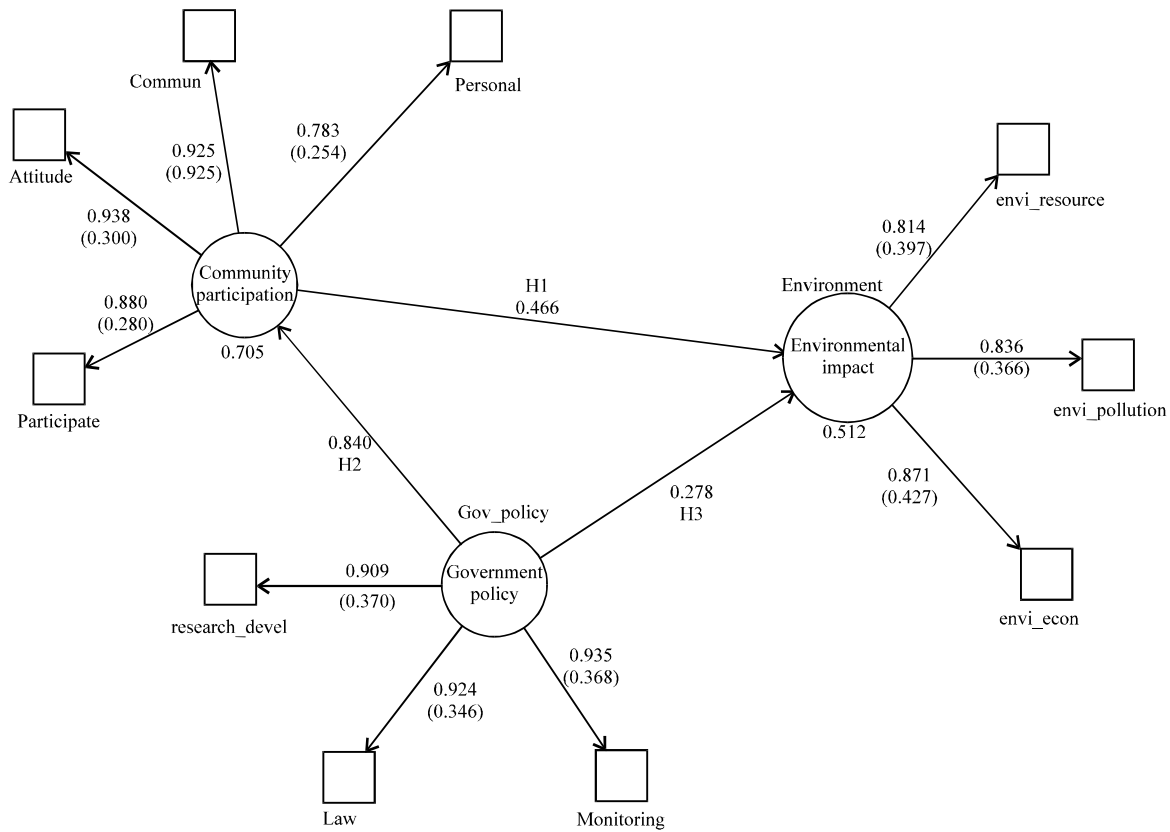 Commun
Personal
Attitude
0.783
(0.254)
0.925
(0.925)
envi_resource
0.938
(0.300)
0.814
(0.397)
Community
participation
Environment
H1
0.466
0.880
(0.280)
0.705
Environmental
impact
0.836
(0.366)
envi_pollution
Participate
0.512
0.840
H2
0.871
(0.427)
0.278
H3
Gov_policy
Government
policy
0.909
(0.370)
research_devel
envi_econ
0.935
(0.368)
0.924
(0.346)
Law
Monitoring